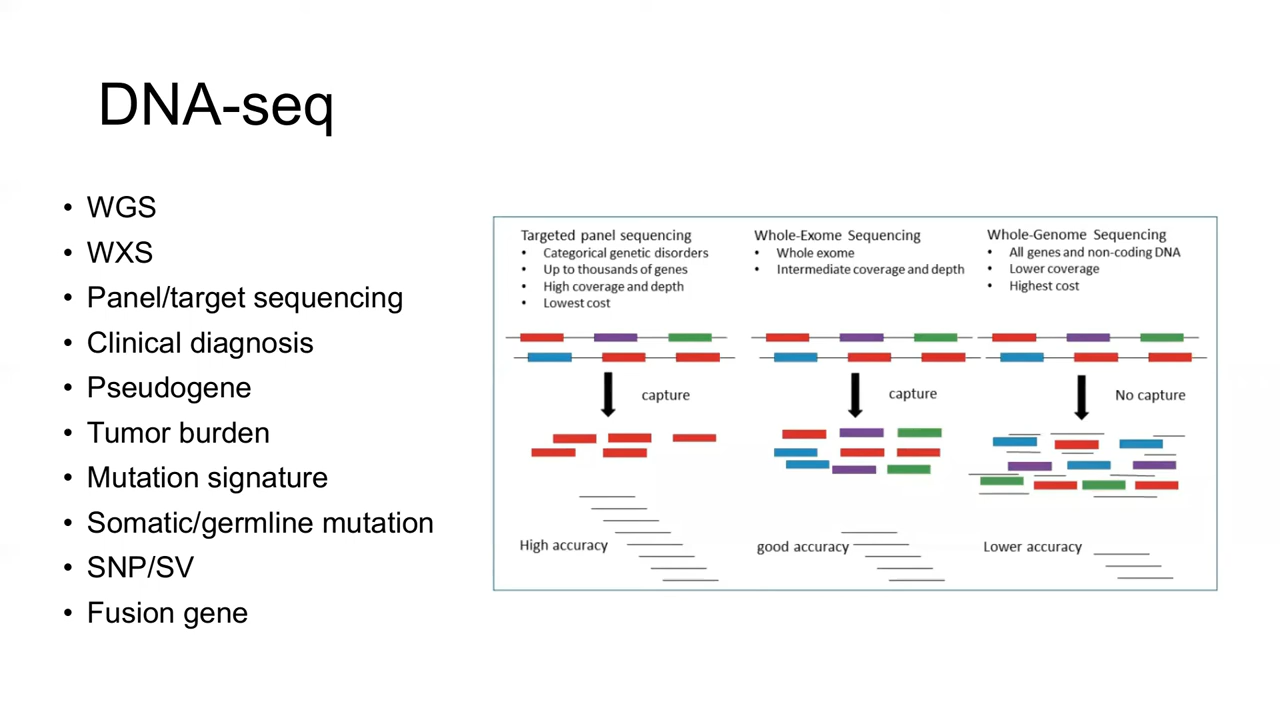 DNA-seq
• WGS
• WXS
• Panel/target sequencing
• Clinical diagnosis
• Pseudogene
• Tumor burden
• Mutation signature
• Somatic/germline mutation
• SNP/SV
• Fusion gene
Targeted panel sequencing
• Categorical genetic disorders
• Up to thousands of genes
• High coverage and depth
• Lowest cost
capture
High accuracy
Whole-Exome Sequencing
• Whole exome
• Intermediate coverage and depth
capture
good accuracy
Whole-Genome Sequencing
• All genes and non-coding DNA
• Lower coverage
• Highest cost
No capture
Lower accuracy